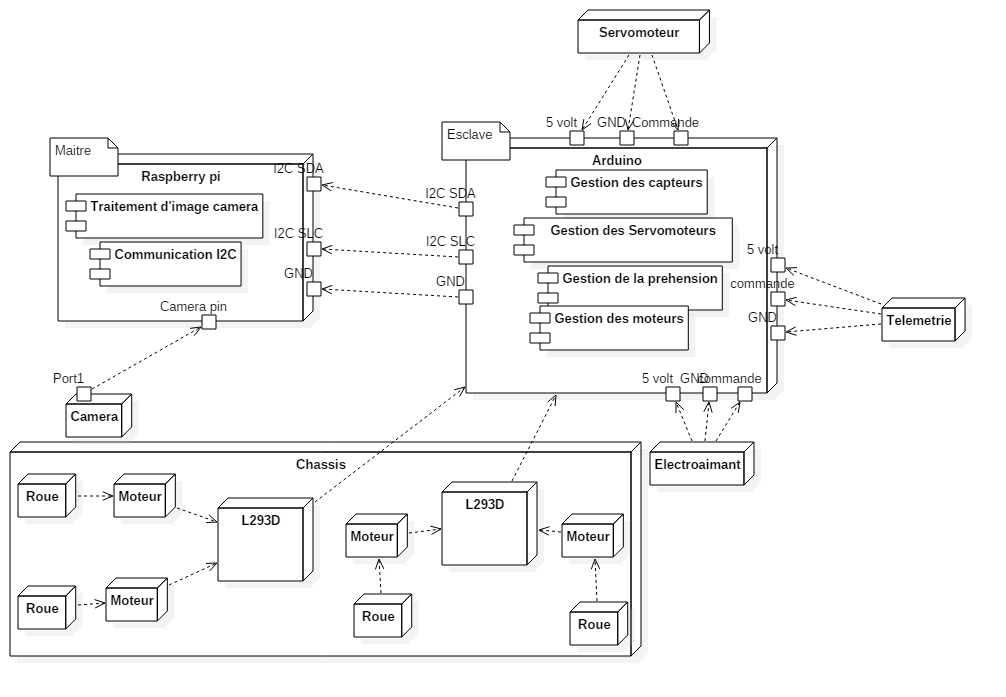 Servomoteur
5 volt
GND
Commande
Maitre
Esclave
Raspberry pi
I2C SDA
Traitement d'image camera
I2C SLC
Communication I2C
GND
Camera pin
Arduino
Gestion des capteurs
I2C SDA
Gestion des Servomoteurs
I2C SLC
Gestion de la prehension
GND
Gestion des moteurs
5 volt
commande
GND
Telemetrie
Port1
Camera
5 volt
GND
commande
Electroaimant
Chassis
Roue
Moteur
L293D
L293D
Moteur
Moteur
Roue
Moteur
Roue
Roue